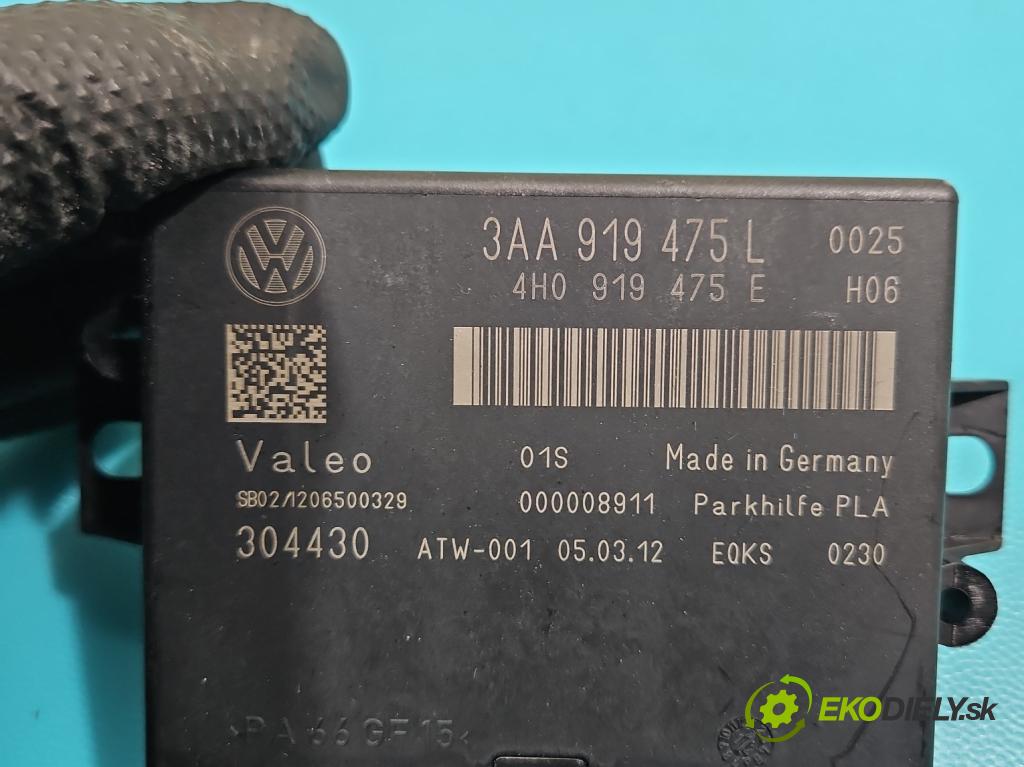 3AA 919 475 L 0025
4H0 919 475 E H06
Valeo 01S Made in Germany
SB02/1206500329 000008911 Parkhilfe PLA
304430 ATW-001 05.03.12 EQKS 0230
>PA66GF15<
EKODIELY.sk